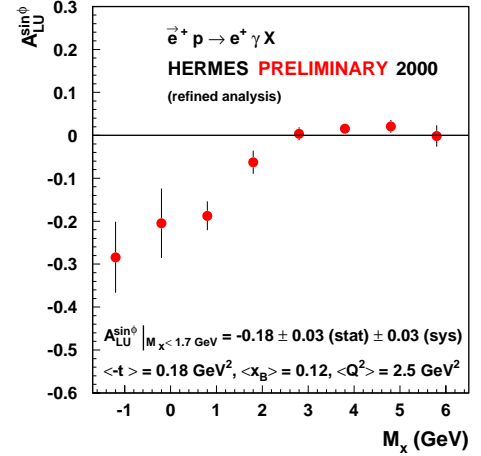 A_LU^sinϕ
e⃗⁺ p → e⁺ γ X
HERMES PRELIMINARY 2000
(refined analysis)
0.3
0.2
0.1
0
-0.1
-0.2
-0.3
-0.4
-0.5
-0.6
A_LU^sinϕ|M_x< 1.7 GeV = -0.18 ± 0.03 (stat) ± 0.03 (sys)
<-t > = 0.18 GeV², <x_B> = 0.12, <Q²> = 2.5 GeV²
-1 0 1 2 3 4 5 6
M_x (GeV)